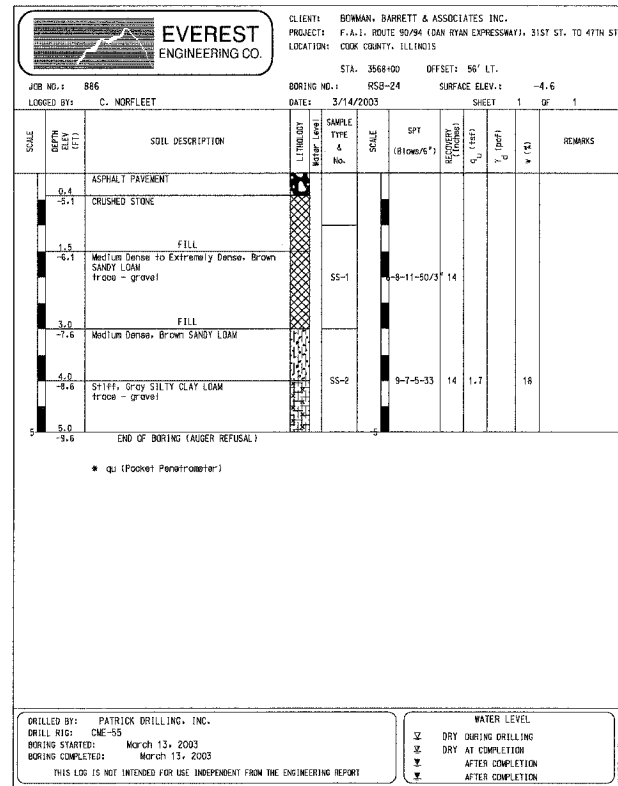 EVEREST
ENGINEERING CO.
CLIENT: BOWMAN, BARRETT & ASSOCIATES INC.
PROJECT: F.A.I. ROUTE 90/94 (DAN RYAN EXPRESSWAY), 31ST ST. TO 47TH ST
LOCATION: COOK COUNTY, ILLINOIS
STA. 3568+00 OFFSET: 56' LT.
JOB NO.: 886 BORING NO.: RSB-24 SURFACE ELEV.: -4.6
LOGGED BY: C. NORFLEET DATE: 3/14/2003 SHEET 1 OF 1
SCALE
DEPTH
ELEV
(FT)
SOIL DESCRIPTION
LITHOLOGY
Water Level
SAMPLE
TYPE
&
No.
SCALE
SPT
(Blows/6")
RECOVERY
(Inches)
qu (tsf)
γd (pcf)
w (%)
REMARKS
ASPHALT PAVEMENT
0.4
-5.1 CRUSHED STONE
1.5 FILL
-6.1 Medium Dense to Extremely Dense, Brown
SANDY LOAM
trace - gravel
SS-1 6-8-11-50/3" 14
3.0 FILL
-7.6 Medium Dense, Brown SANDY LOAM
4.0
-8.6 Stiff, Gray SILTY CLAY LOAM
trace - gravel
SS-2 9-7-5-33 14 1.7 18
5 5.0 5
-9.6 END OF BORING (AUGER REFUSAL)
* qu (Pocket Penetrometer)
DRILLED BY: PATRICK DRILLING, INC.
DRILL RIG: CME-55
BORING STARTED: March 13, 2003
BORING COMPLETED: March 13, 2003
THIS LOG IS NOT INTENDED FOR USE INDEPENDENT FROM THE ENGINEERING REPORT
WATER LEVEL
DRY DURING DRILLING
DRY AT COMPLETION
AFTER COMPLETION
AFTER COMPLETION